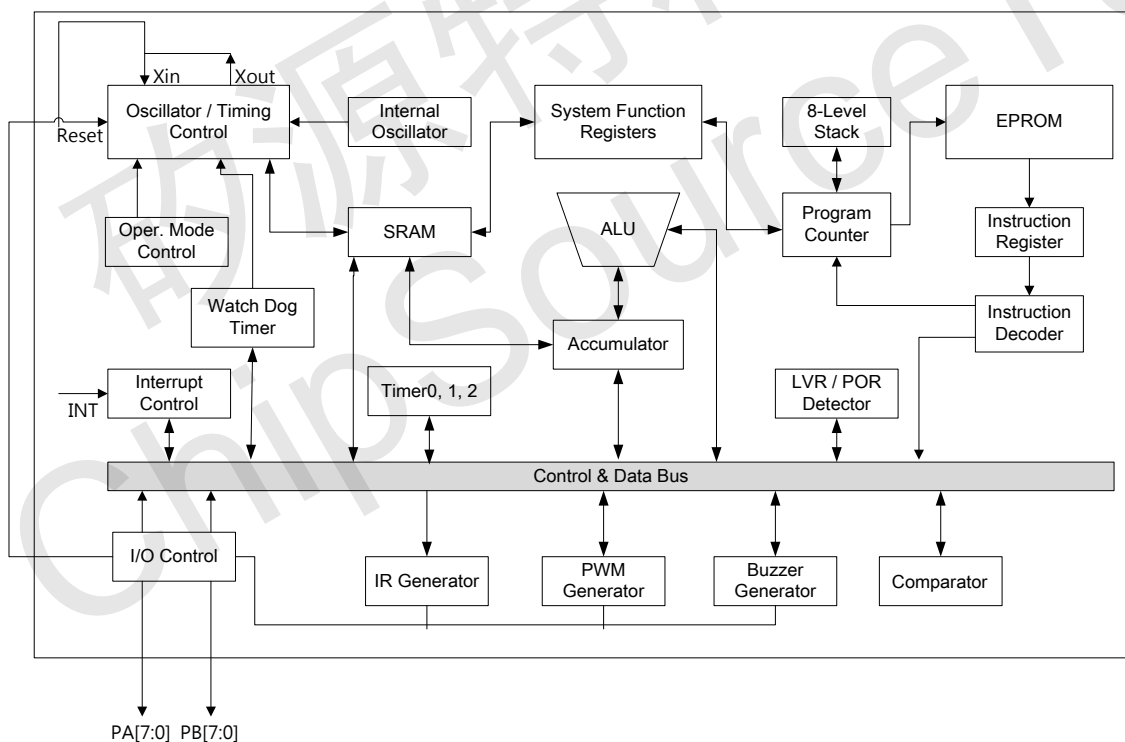 Xin
Xout
Oscillator / Timing
Control
Reset
Internal
Oscillator
System Function
Registers
8-Level
Stack
EPROM
Oper. Mode
Control
SRAM
ALU
Program
Counter
Instruction
Register
Watch Dog
Timer
Accumulator
Instruction
Decoder
Interrupt
Control
INT
Timer0, 1, 2
LVR / POR
Detector
Control & Data Bus
I/O Control
IR Generator
PWM
Generator
Buzzer
Generator
Comparator
PA[7:0]
PB[7:0]
矽源特
ChipSource